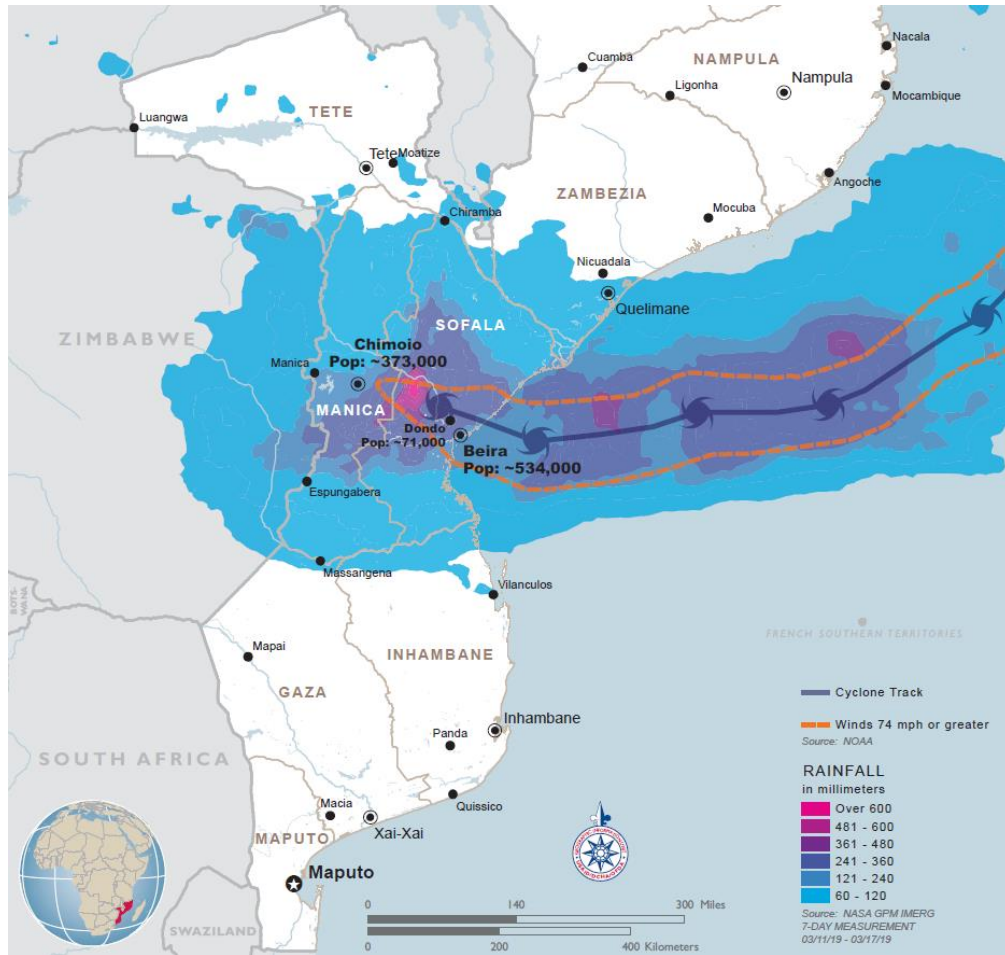 Nacala
Cuamba
NAMPULA
Ligonha
Nampula
Mocambique
TETE
Luangwa
Tete
Moatize
Angoche
ZAMBEZIA
Chiramba
Mocuba
Nicuadala
Quelimane
SOFALA
ZIMBABWE
Chimoio
Pop: ~373,000
Manica
MANICA
Dondo
Pop: ~71,000
Beira
Pop: ~534,000
Espungabera
Massangena
Vilanculos
BOTS-
WANA
FRENCH SOUTHERN TERRITORIES
Mapai
INHAMBANE
GAZA
Inhambane
Panda
SOUTH AFRICA
Macia
Quissico
Xai-Xai
MAPUTO
Maputo
SWAZILAND
Cyclone Track
Winds 74 mph or greater
Source: NOAA
RAINFALL
in millimeters
Over 600
481 - 600
361 - 480
241 - 360
121 - 240
60 - 120
Source: NASA GPM IMERG
7-DAY MEASUREMENT
03/11/19 - 03/17/19
0 140 300 Miles
0 200 400 Kilometers